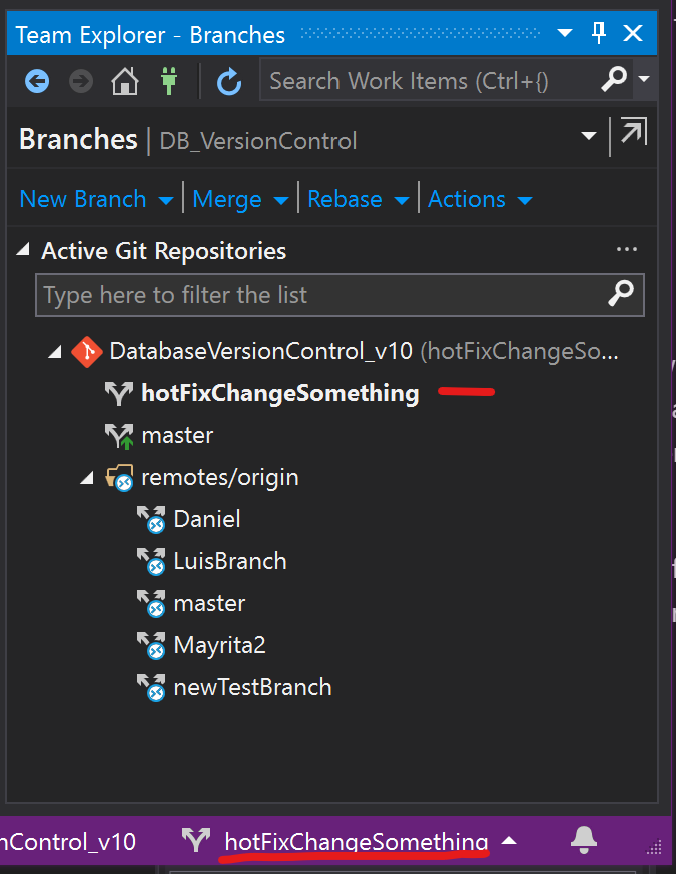 Team Explorer - Branches
Search Work Items (Ctrl+{)
Branches | DB_VersionControl
New Branch | Merge | Rebase | Actions
Active Git Repositories ...
Type here to filter the list
DatabaseVersionControl_v10 (hotFixChangeSo...
hotFixChangeSomething
master
remotes/origin
Daniel
LuisBranch
master
Mayrita2
newTestBranch
nControl_v10 hotFixChangeSomething